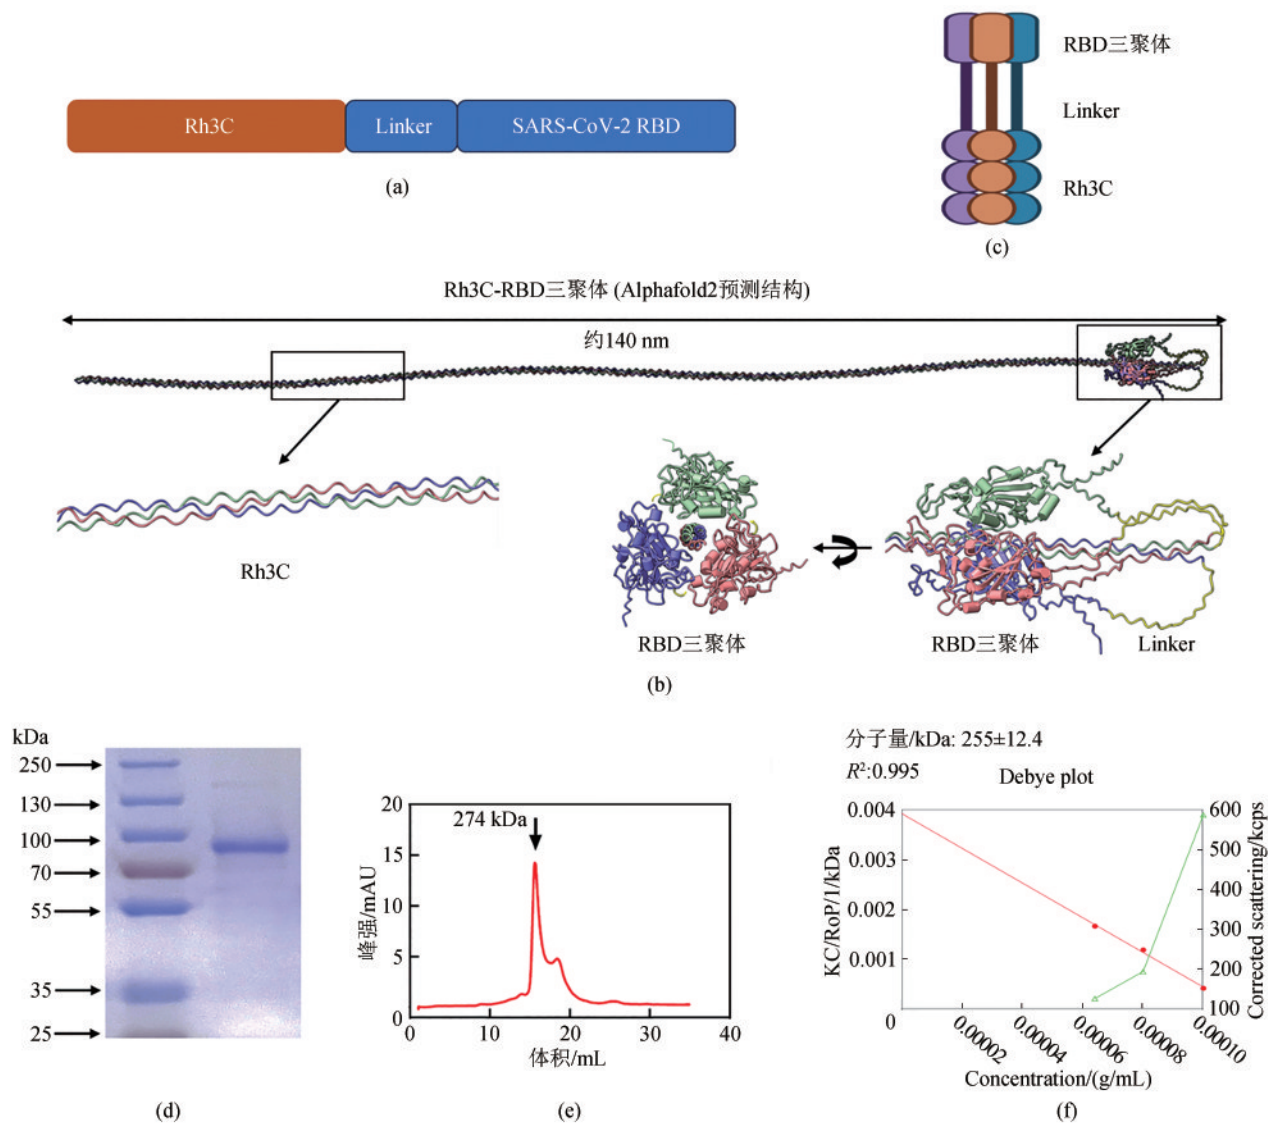 Rh3C
Linker
SARS-CoV-2 RBD
(a)
RBD三聚体
Linker
Rh3C
(c)
Rh3C-RBD三聚体 (Alphafold2预测结构)
约140 nm
Rh3C
RBD三聚体
RBD三聚体
Linker
(b)
kDa
250
130
100
70
55
35
25
(d)
20
15
10
5
0
274 kDa
峰强/mAU
0
10
20
30
40
体积/mL
(e)
分子量/kDa: 255±12.4
R²:0.995
Debye plot
0.004
0.003
0.002
0.001
0
KC/RoP/1/kDa
600
500
400
300
200
100
Corrected scattering/kcps
0.00002
0.00004
0.00006
0.00008
0.00010
Concentration/(g/mL)
(f)